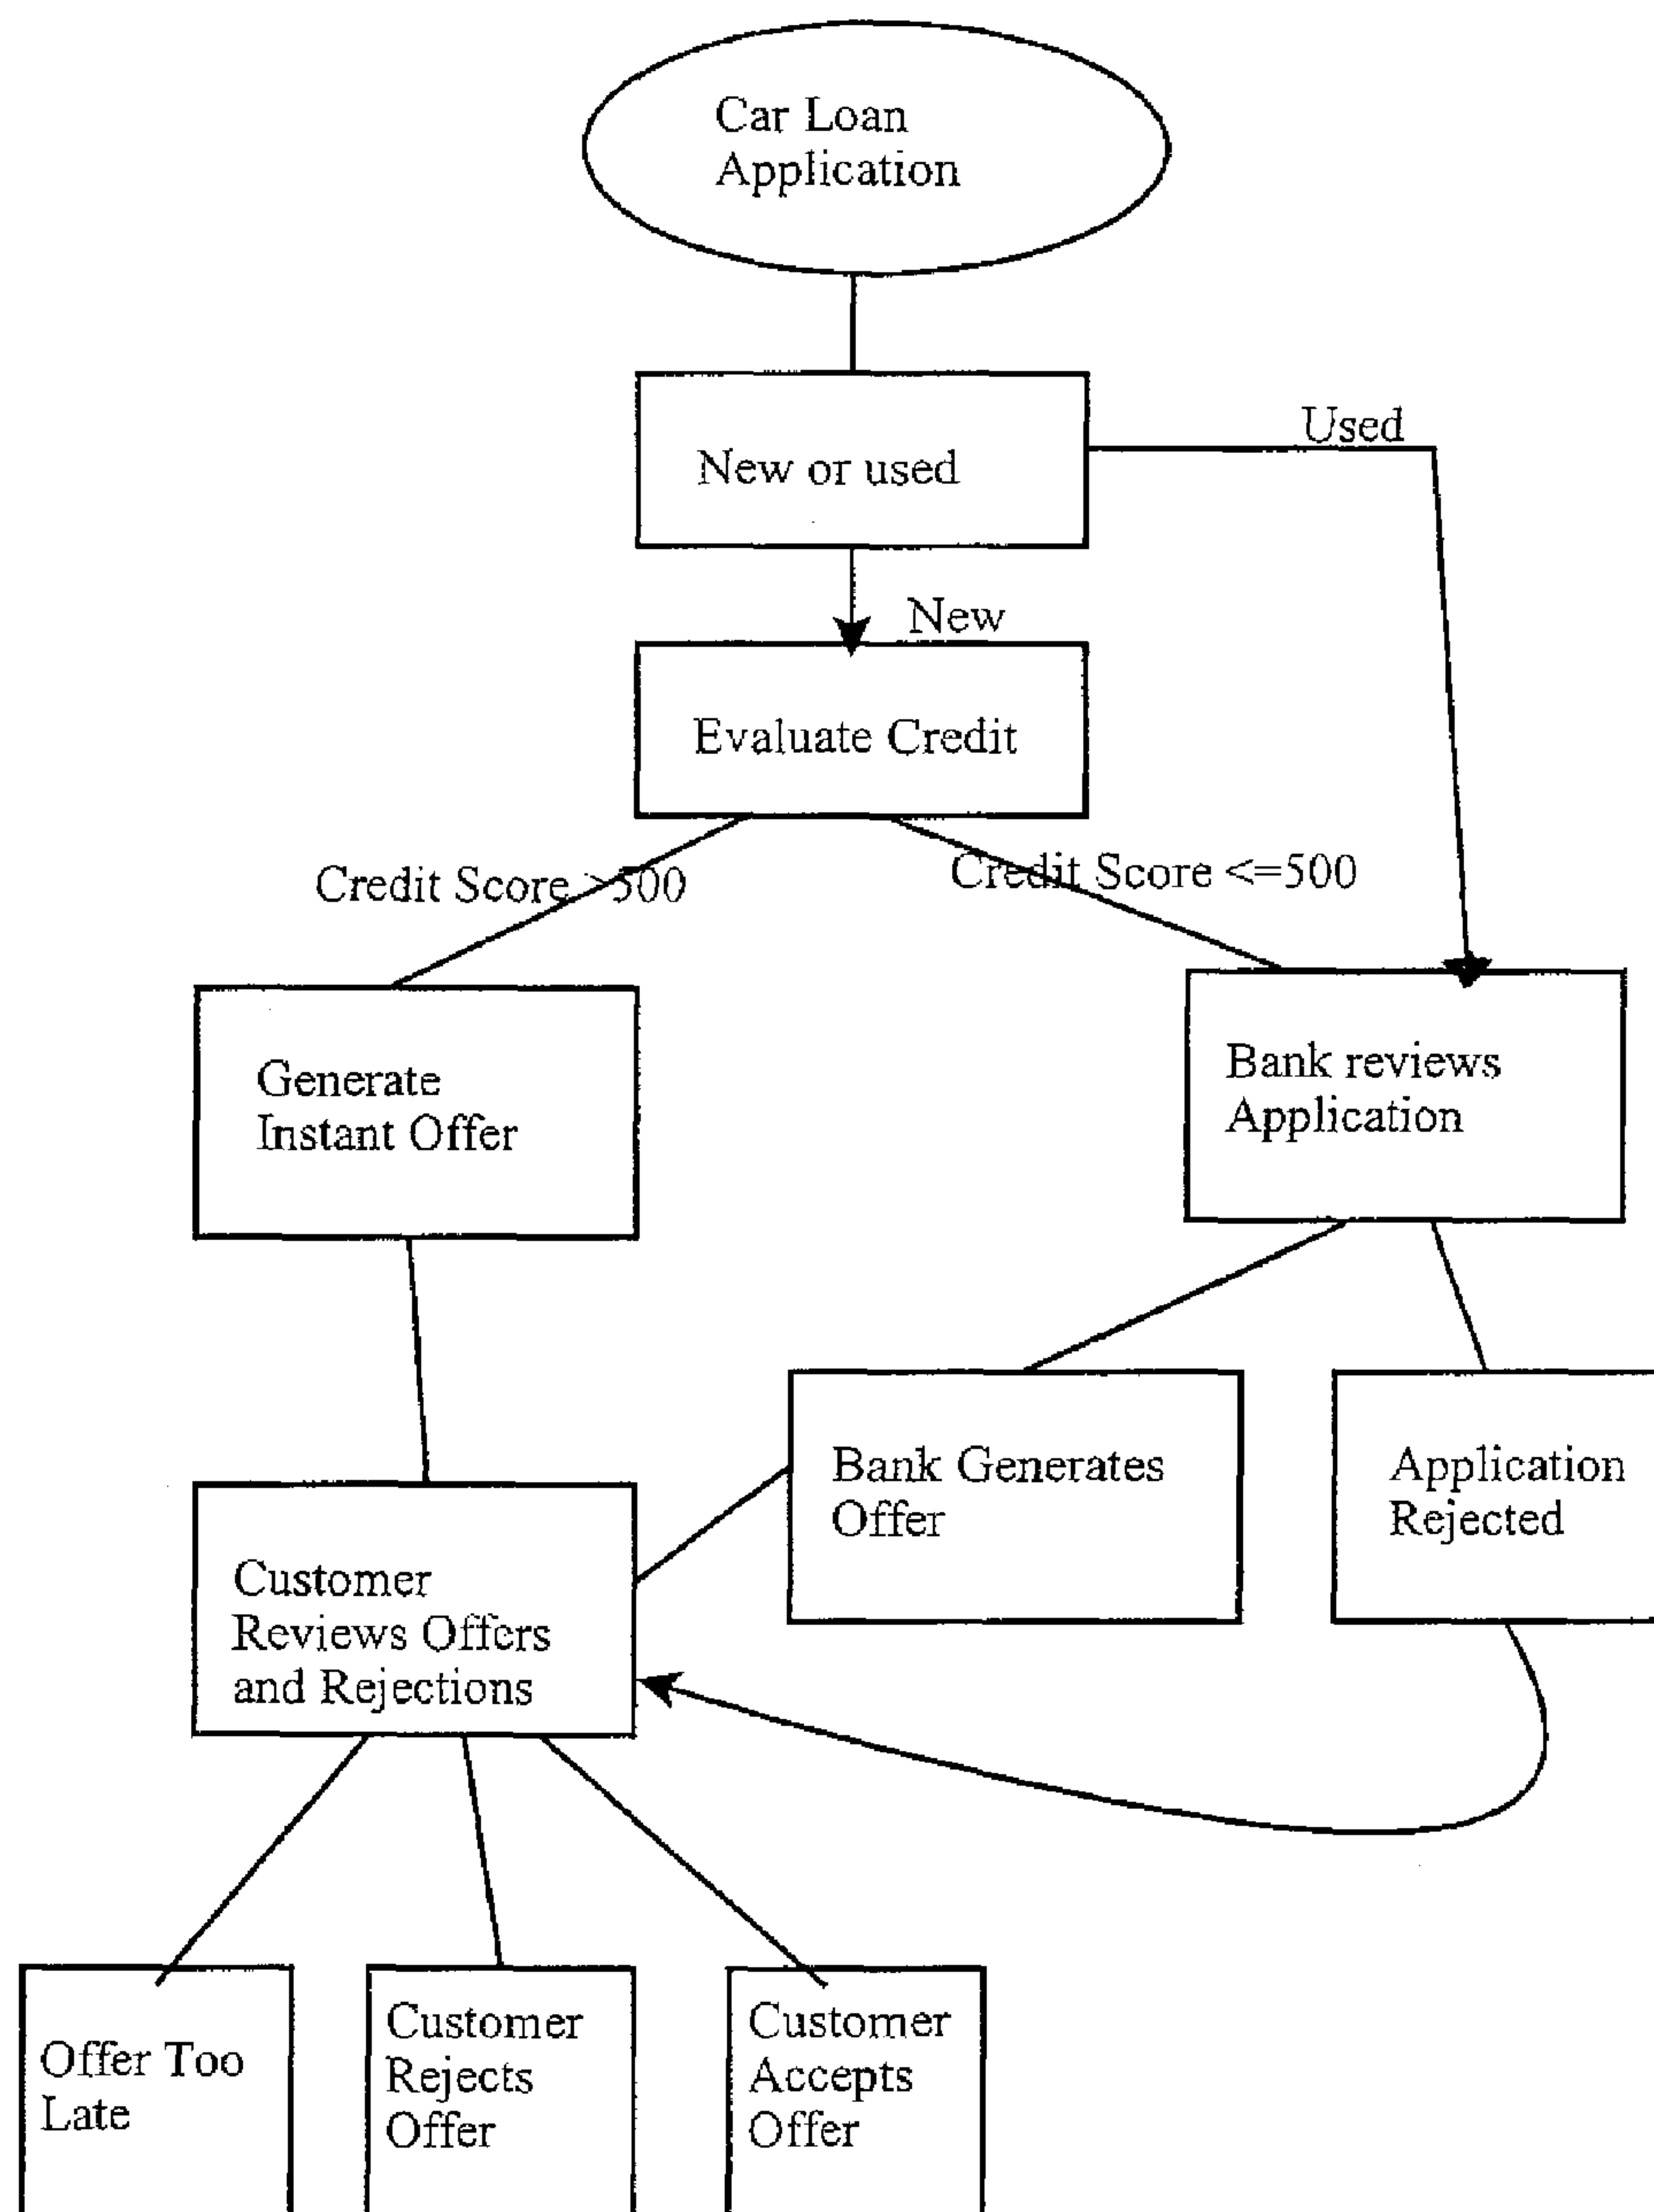 Car Loan
Application
New or used
Used
New
Evaluate Credit
Credit Score >500
Credit Score <=500
Generate
Instant Offer
Bank reviews
Application
Bank Generates
Offer
Application
Rejected
Customer
Reviews Offers
and Rejections
Offer Too
Late
Customer
Rejects
Offer
Customer
Accepts
Offer